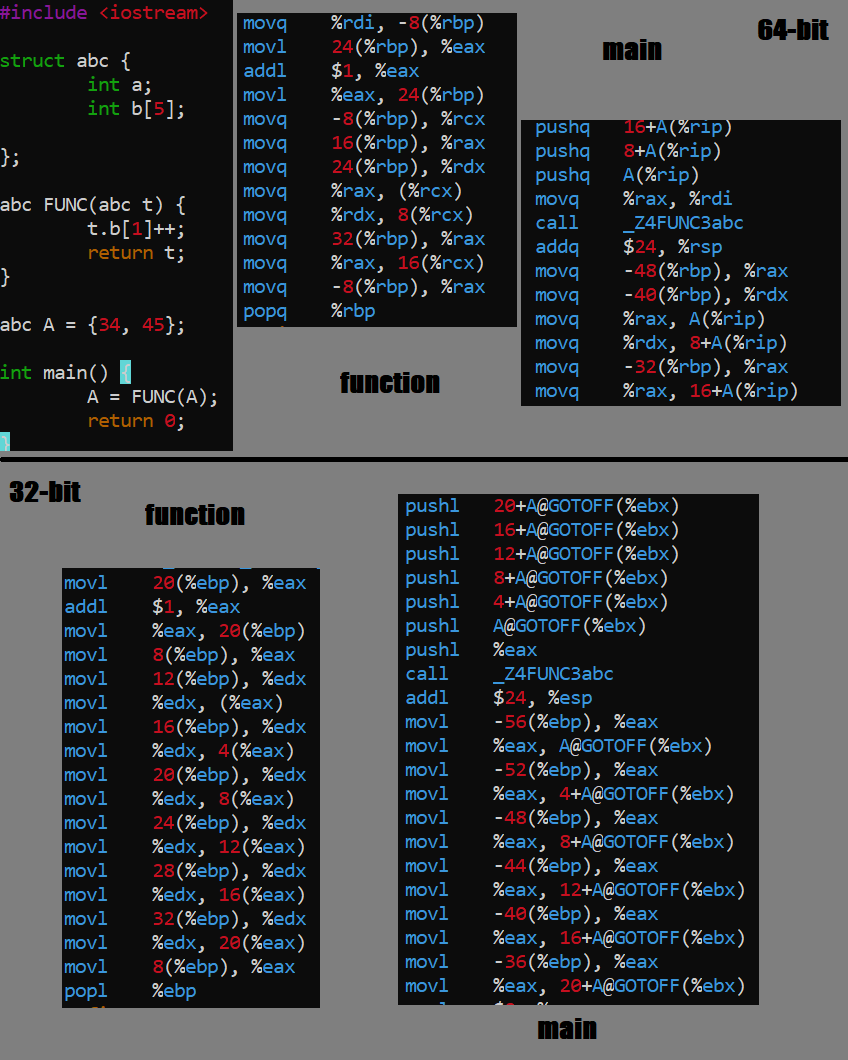 #include <iostream>
struct abc {
int a;
int b[5];
};
abc FUNC(abc t) {
t.b[1]++;
return t;
}
abc A = {34, 45};
int main() {
A = FUNC(A);
return 0;
}
movq %rdi, -8(%rbp)
movl 24(%rbp), %eax
addl $1, %eax
movl %eax, 24(%rbp)
movq -8(%rbp), %rcx
movq 16(%rbp), %rax
movq 24(%rbp), %rdx
movq %rax, (%rcx)
movq %rdx, 8(%rcx)
movq 32(%rbp), %rax
movq %rax, 16(%rcx)
movq -8(%rbp), %rax
popq %rbp
function
main
64-bit
pushq 16+A(%rip)
pushq 8+A(%rip)
pushq A(%rip)
movq %rax, %rdi
call _Z4FUNC3abc
addq $24, %rsp
movq -48(%rbp), %rax
movq -40(%rbp), %rdx
movq %rax, A(%rip)
movq %rdx, 8+A(%rip)
movq -32(%rbp), %rax
movq %rax, 16+A(%rip)
32-bit
function
movl 20(%ebp), %eax
addl $1, %eax
movl %eax, 20(%ebp)
movl 8(%ebp), %eax
movl 12(%ebp), %edx
movl %edx, (%eax)
movl 16(%ebp), %edx
movl %edx, 4(%eax)
movl 20(%ebp), %edx
movl %edx, 8(%eax)
movl 24(%ebp), %edx
movl %edx, 12(%eax)
movl 28(%ebp), %edx
movl %edx, 16(%eax)
movl 32(%ebp), %edx
movl %edx, 20(%eax)
movl 8(%ebp), %eax
popl %ebp
pushl 20+A@GOTOFF(%ebx)
pushl 16+A@GOTOFF(%ebx)
pushl 12+A@GOTOFF(%ebx)
pushl 8+A@GOTOFF(%ebx)
pushl 4+A@GOTOFF(%ebx)
pushl A@GOTOFF(%ebx)
pushl %eax
call _Z4FUNC3abc
addl $24, %esp
movl -56(%ebp), %eax
movl %eax, A@GOTOFF(%ebx)
movl -52(%ebp), %eax
movl %eax, 4+A@GOTOFF(%ebx)
movl -48(%ebp), %eax
movl %eax, 8+A@GOTOFF(%ebx)
movl -44(%ebp), %eax
movl %eax, 12+A@GOTOFF(%ebx)
movl -40(%ebp), %eax
movl %eax, 16+A@GOTOFF(%ebx)
movl -36(%ebp), %eax
movl %eax, 20+A@GOTOFF(%ebx)
main